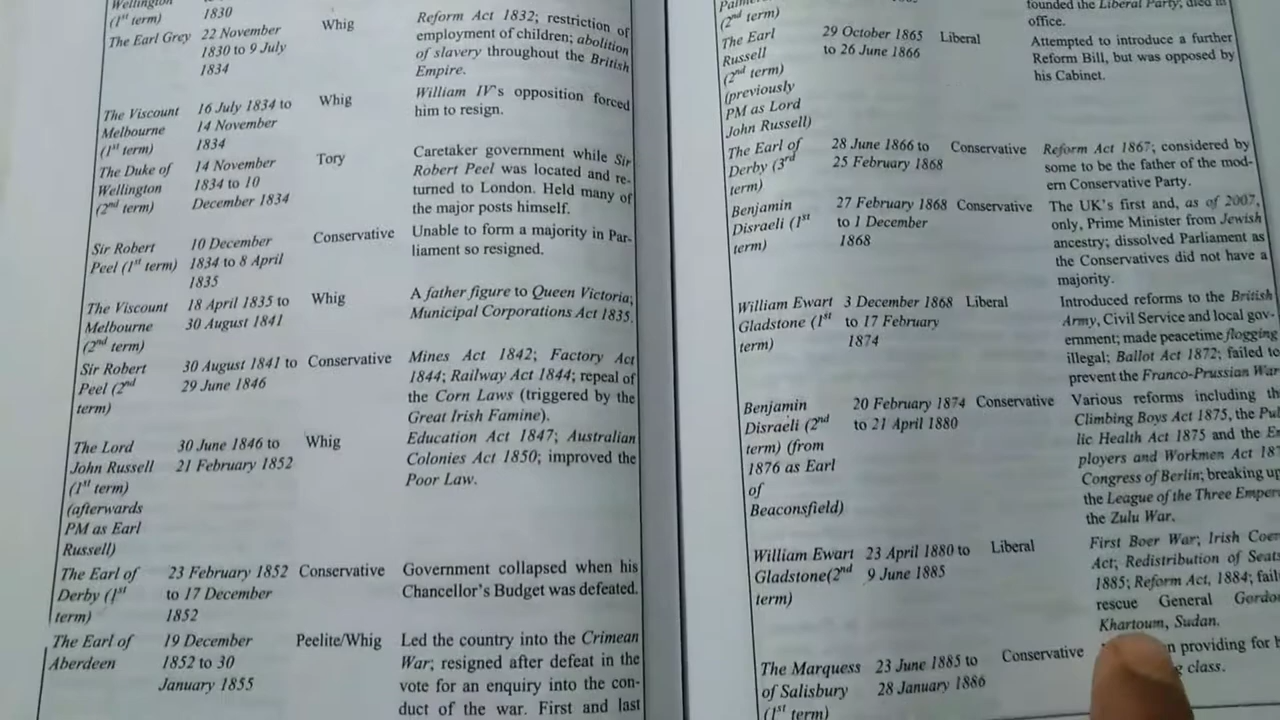 Wellington 1830
(1st term)
The Earl Grey 22 November Whig Reform Act 1832; restriction of
1830 to 9 July employment of children; abolition
1834 of slavery throughout the British
Empire.
The Viscount 16 July 1834 to Whig William IV's opposition forced
Melbourne 14 November him to resign.
(1st term) 1834
The Duke of 14 November Tory Caretaker government while Sir
Wellington 1834 to 10 Robert Peel was located and re-
(2nd term) December 1834 turned to London. Held many of
the major posts himself.
Sir Robert 10 December Conservative Unable to form a majority in Par-
Peel (1st term) 1834 to 8 April liament so resigned.
1835
The Viscount 18 April 1835 to Whig A father figure to Queen Victoria;
Melbourne 30 August 1841 Municipal Corporations Act 1835.
(2nd term)
Sir Robert 30 August 1841 to Conservative Mines Act 1842; Factory Act
Peel (2nd 29 June 1846 1844; Railway Act 1844; repeal of
term) the Corn Laws (triggered by the
Great Irish Famine).
The Lord 30 June 1846 to Whig Education Act 1847; Australian
John Russell 21 February 1852 Colonies Act 1850; improved the
(1st term) Poor Law.
(afterwards
PM as Earl
Russell)
The Earl of 23 February 1852 Conservative Government collapsed when his
Derby (1st to 17 December Chancellor's Budget was defeated.
term) 1852
The Earl of 19 December Peelite/Whig Led the country into the Crimean
Aberdeen 1852 to 30 War; resigned after defeat in the
January 1855 vote for an enquiry into the con-
duct of the war. First and last
founded the Liberal Party; died in
(2nd term) office.
The Earl 29 October 1865 Liberal Attempted to introduce a further
Russell to 26 June 1866 Reform Bill, but was opposed by
(2nd term) his Cabinet.
(previously
PM as Lord
John Russell)
The Earl of 28 June 1866 to Conservative Reform Act 1867; considered by
Derby (3rd 25 February 1868 some to be the father of the mod-
term) ern Conservative Party.
Benjamin 27 February 1868 Conservative The UK's first and, as of 2007,
Disraeli (1st to 1 December only, Prime Minister from Jewish
term) 1868 ancestry; dissolved Parliament as
the Conservatives did not have a
majority.
William Ewart 3 December 1868 Liberal Introduced reforms to the British
Gladstone (1st to 17 February Army, Civil Service and local gov-
term) 1874 ernment; made peacetime flogging
illegal; Ballot Act 1872; failed to
prevent the Franco-Prussian War
Benjamin 20 February 1874 Conservative Various reforms including th
Disraeli (2nd to 21 April 1880 Climbing Boys Act 1875, the Pu
term) (from lic Health Act 1875 and the E
1876 as Earl ployers and Workmen Act 187
of Congress of Berlin; breaking up
Beaconsfield) the League of the Three Emper
the Zulu War.
William Ewart 23 April 1880 to Liberal First Boer War; Irish Coer
Gladstone(2nd 9 June 1885 Act; Redistribution of Seats
term) 1885; Reform Act, 1884; fail
rescue General Gordo
Khartoum, Sudan.
The Marquess 23 June 1885 to Conservative n providing for
of Salisbury 28 January 1886 class.
(1st term)